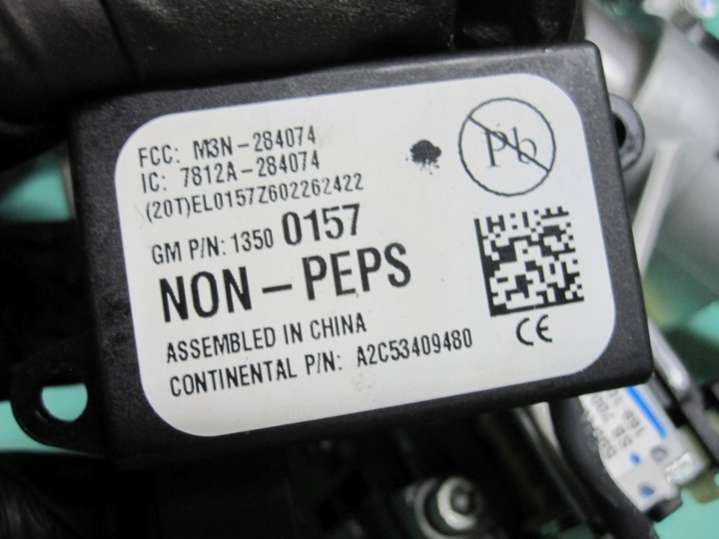 FCC: M3N-284074
IC: 7812A-284074
(20T)EL0157Z602262422
GM P/N: 1350 0157
NON-PEPS
ASSEMBLED IN CHINA
CONTINENTAL P/N: A2C53409480
Pb
CE